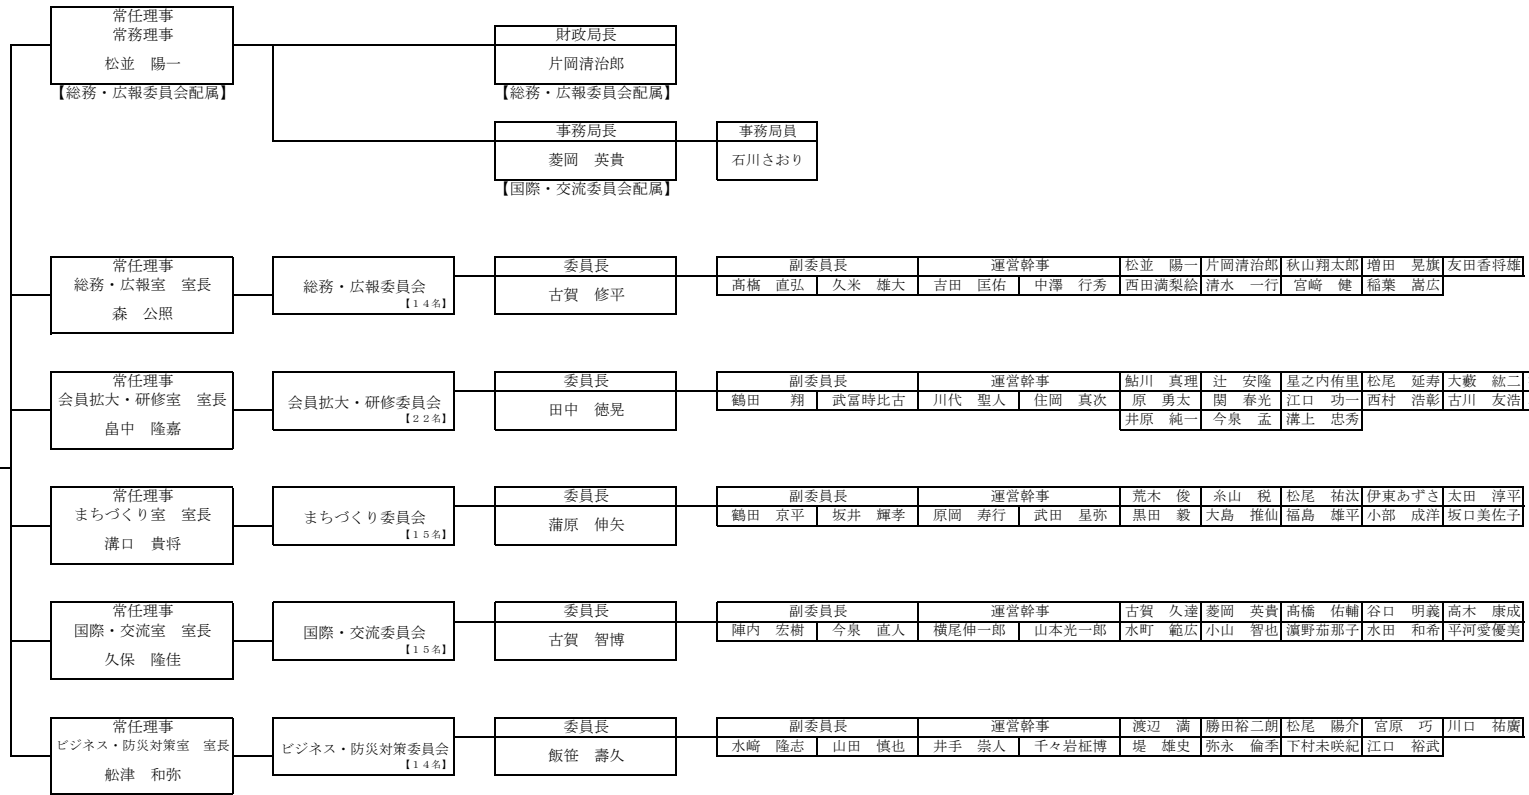 常任理事
常務理事
松並　陽一
【総務・広報委員会配属】
財政局長
片岡清治郎
【総務・広報委員会配属】
事務局長
菱岡　英貴
【国際・交流委員会配属】
事務局員
石川さおり
常任理事
総務・広報室　室長
森　公照
総務・広報委員会
【１４名】
委員長
古賀　修平
副委員長　運営幹事　松並　陽一　片岡清治郎　秋山翔太郎　増田　晃旗　友田香将雄
髙橋　直弘　久米　雄大　吉田　匡佑　中澤　行秀　西田満梨絵　清水　一行　宮﨑　健　稲葉　嵩広
常任理事
会員拡大・研修室　室長
畠中　隆嘉
会員拡大・研修委員会
【２２名】
委員長
田中　徳晃
副委員長　運営幹事　鮎川　真理　辻　安隆　星之内侑里　松尾　延寿　大藪　紘二
鶴田　翔　武冨時比古　川代　聖人　住岡　真次　原　勇太　関　春光　江口　功一　西村　浩彰　古川　友浩
井原　純一　今泉　孟　溝上　忠秀
常任理事
まちづくり室　室長
溝口　貴将
まちづくり委員会
【１５名】
委員長
蒲原　伸矢
副委員長　運営幹事　荒木　俊　糸山　税　松尾　祐汰　伊東あずさ　太田　淳平
鶴田　京平　坂井　輝孝　原岡　寿行　武田　星弥　黒田　毅　大島　推仙　福島　雄平　小部　成洋　坂口美佐子
常任理事
国際・交流室　室長
久保　隆佳
国際・交流委員会
【１５名】
委員長
古賀　智博
副委員長　運営幹事　古賀　久達　菱岡　英貴　髙橋　佑輔　谷口　明義　高木　康成
陣内　宏樹　今泉　直人　横尾伸一郎　山本光一郎　水町　範広　小山　智也　濵野茄那子　水田　和希　平河愛優美
常任理事
ビジネス・防災対策室　室長
舩津　和弥
ビジネス・防災対策委員会
【１４名】
委員長
飯笹　壽久
副委員長　運営幹事　渡辺　満　勝田裕二朗　松尾　陽介　宮原　巧　川口　祐廣
水﨑　隆志　山田　慎也　井手　崇人　千々岩柾博　堤　雄史　弥永　倫季　下村未咲紀　江口　裕武